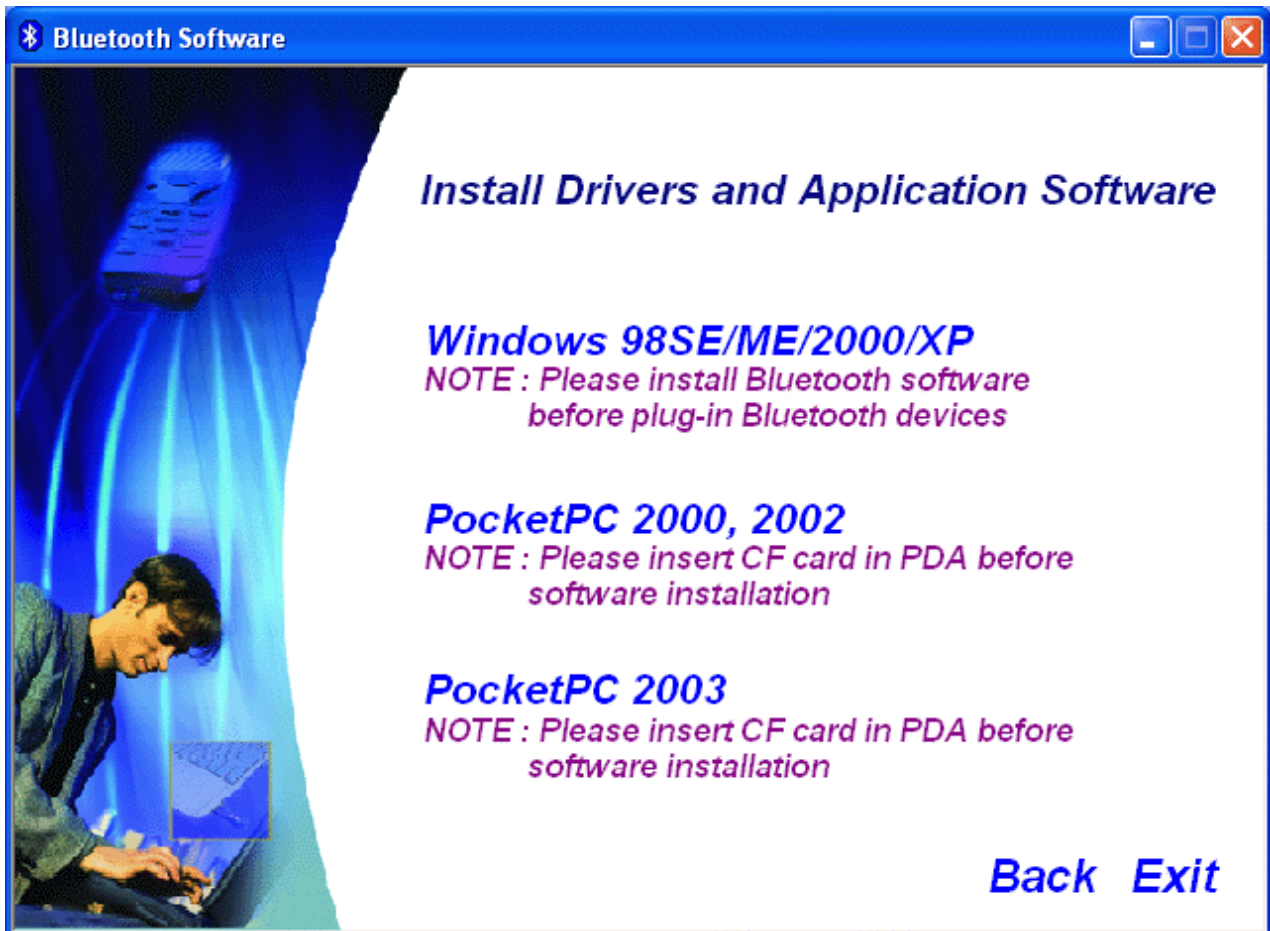 Bluetooth Software
Install Drivers and Application Software
Windows 98SE/ME/2000/XP
NOTE : Please install Bluetooth software
before plug-in Bluetooth devices
PocketPC 2000, 2002
NOTE : Please insert CF card in PDA before
software installation
PocketPC 2003
NOTE : Please insert CF card in PDA before
software installation
Back Exit